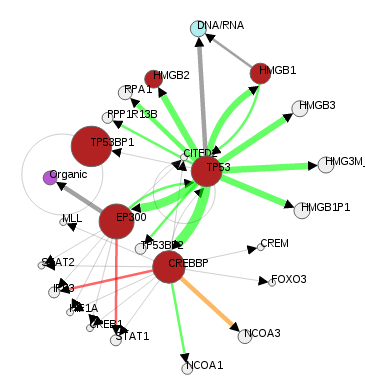 DNA/RNA
HMGB1
HMGB2
RPA1
HMGB3
PPP1R13B
TP53BP1
CITED2
HMG3M_
TP53
Organic
HMGB1P1
EP300
MLL
TP53BP2
CREM
STAT2
CREBBP
FOXO3
IRF3
HIF1A
CREB1
STAT1
NCOA3
NCOA1